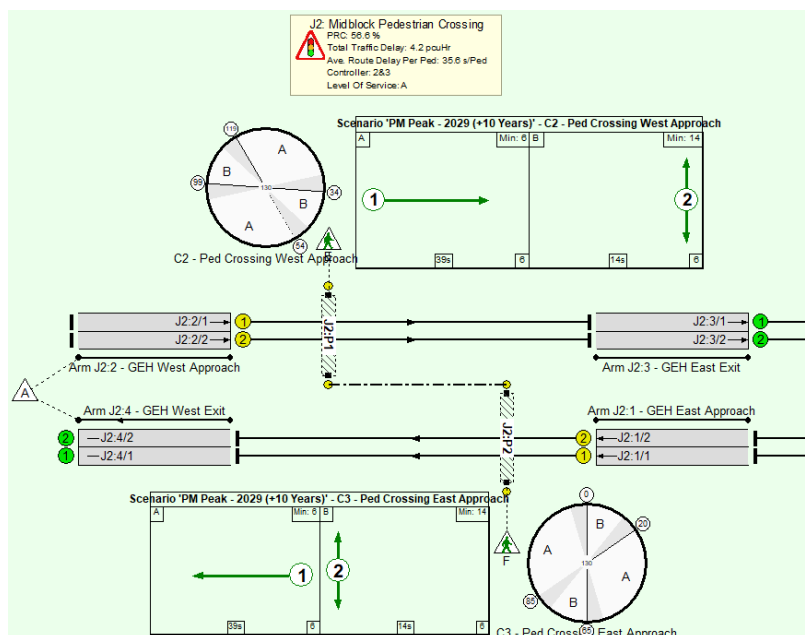 J2: Midblock Pedestrian Crossing
PRC: 56.6 %
Total Traffic Delay: 4.2 pcuHr
Ave. Route Delay Per Ped: 35.6 s/Ped
Controller: 2&3
Level Of Service: A
Scenario 'PM Peak - 2029 (+10 Years)' - C2 - Ped Crossing West Approach
A Min: 6 B Min: 14
1 2
39s 6 14s 6
119
A
B
99 130 34
B
A
54
C2 - Ped Crossing West Approach
J2:P1
J2:2/1 1 J2:3/1 1
J2:2/2 2 J2:3/2 2
Arm J2:2 - GEH West Approach Arm J2:3 - GEH East Exit
A
Arm J2:4 - GEH West Exit Arm J2:1 - GEH East Approach
2 J2:4/2 2 J2:1/2
1 J2:4/1 1 J2:1/1
J2:P2
Scenario 'PM Peak - 2029 (+10 Years)' - C3 - Ped Crossing East Approach
A Min: 6 B Min: 14
1 2
39s 6 14s 6
F
0
B 20
A
130
A
85 B
65
C3 - Ped Cross East Approach